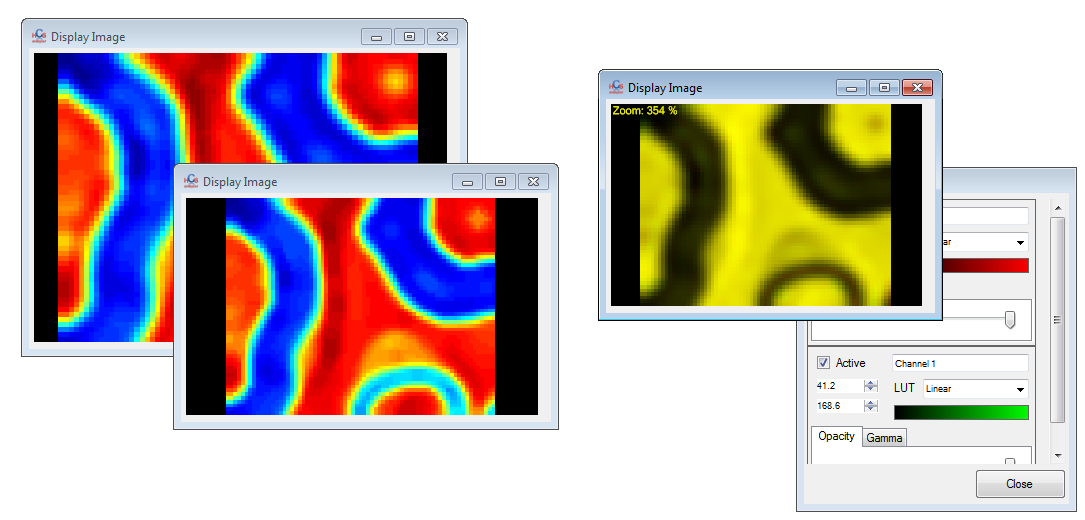 Display Image
Display Image
Display Image
Zoom: 354 %
ar
Active
Channel 1
41.2
LUT
Linear
168.6
Opacity
Gamma
Close